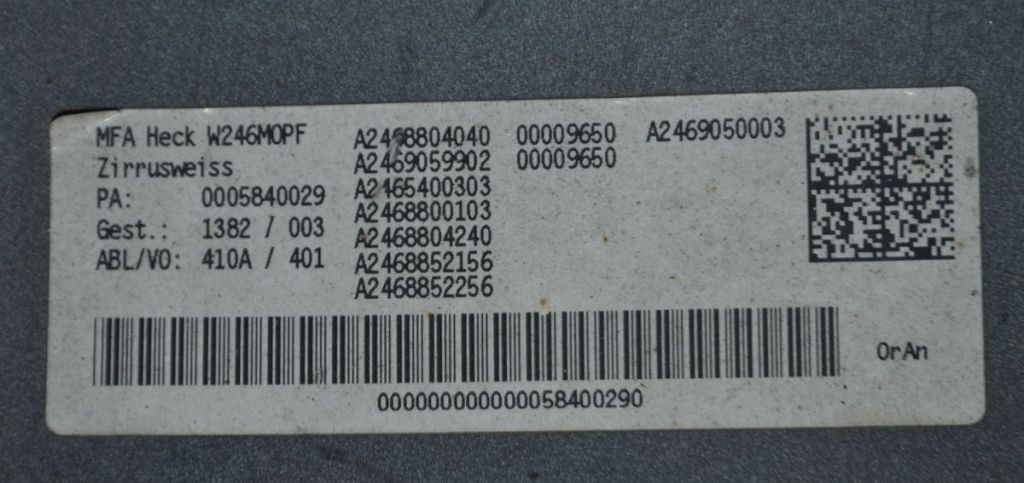 MFA Heck W246MOPF A2468804040 00009650 A2469050003
Zirrusweiss A2469059902 00009650
PA: 0005840029 A2465400303
Gest.: 1382 / 003 A2468800103
ABL/VO: 410A / 401 A2468804240
A2468852156
A2468852256
OrAn
000000000000058400290